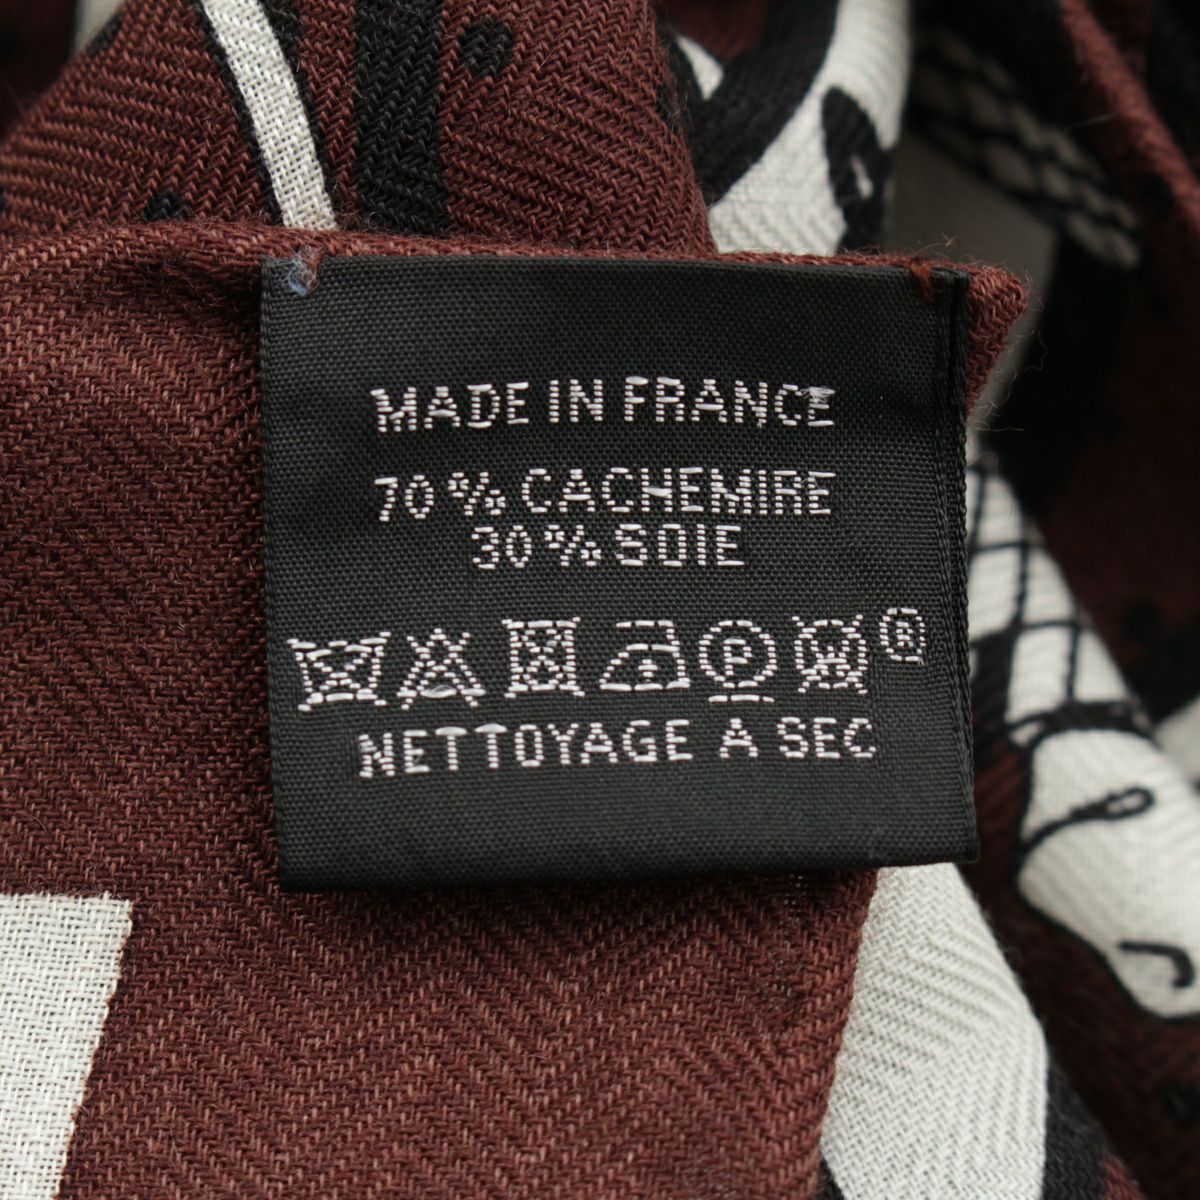 MADE IN FRANCE
70 % CACHEMIRE
30 % SOIE
P W ®
NETTOYAGE A SEC